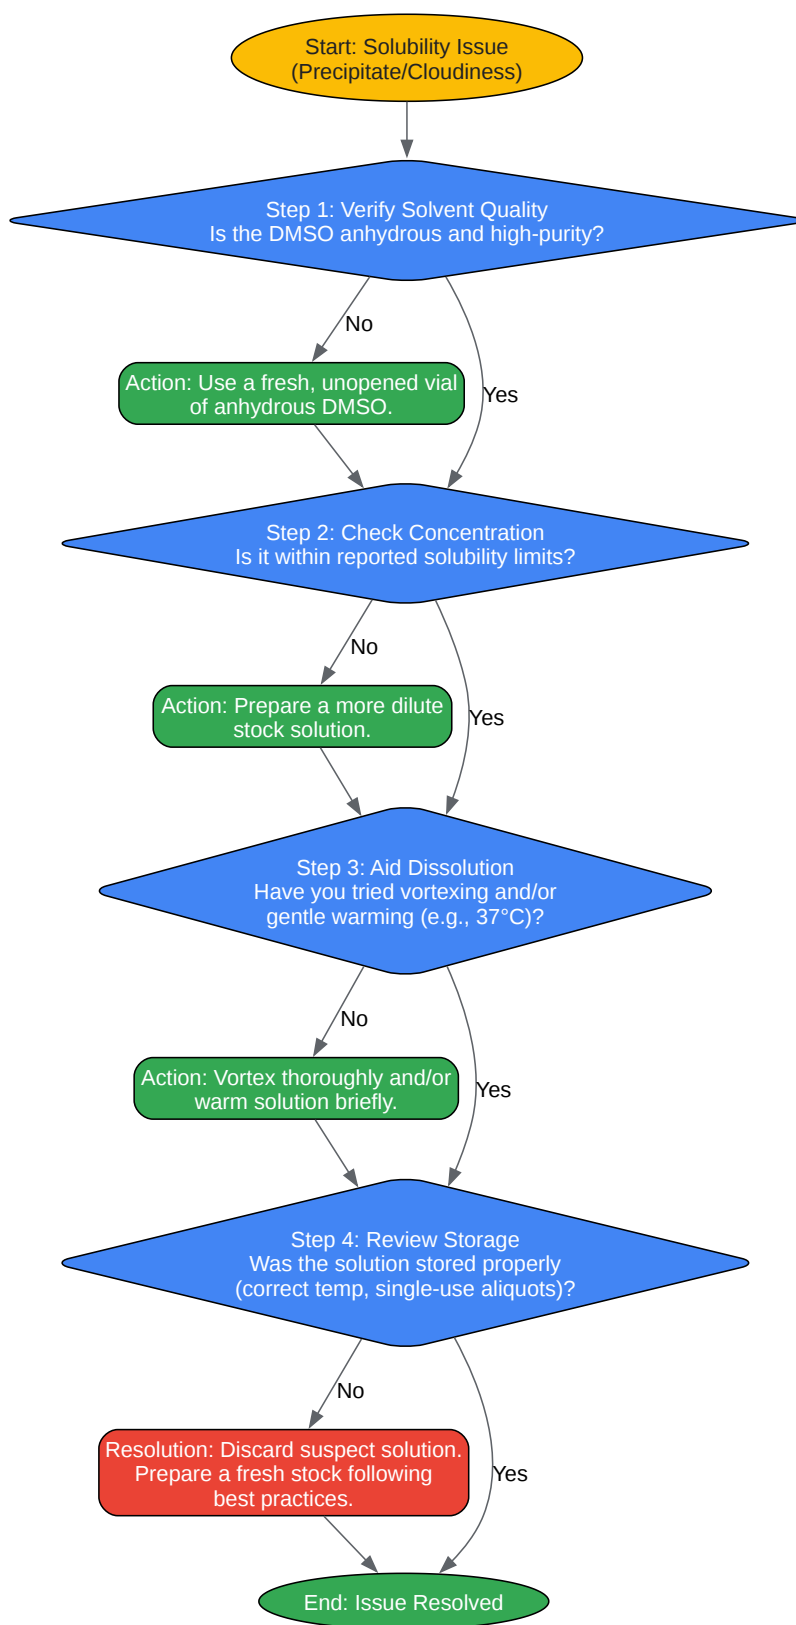 Start: Solubility Issue
(Precipitate/Cloudiness)
Step 1: Verify Solvent Quality
Is the DMSO anhydrous and high-purity?
No
Action: Use a fresh, unopened vial
of anhydrous DMSO.
Yes
Step 2: Check Concentration
Is it within reported solubility limits?
No
Action: Prepare a more dilute
stock solution.
Yes
Step 3: Aid Dissolution
Have you tried vortexing and/or
gentle warming (e.g., 37°C)?
No
Action: Vortex thoroughly and/or
warm solution briefly.
Yes
Step 4: Review Storage
Was the solution stored properly
(correct temp, single-use aliquots)?
No
Resolution: Discard suspect solution.
Prepare a fresh stock following
best practices.
Yes
End: Issue Resolved